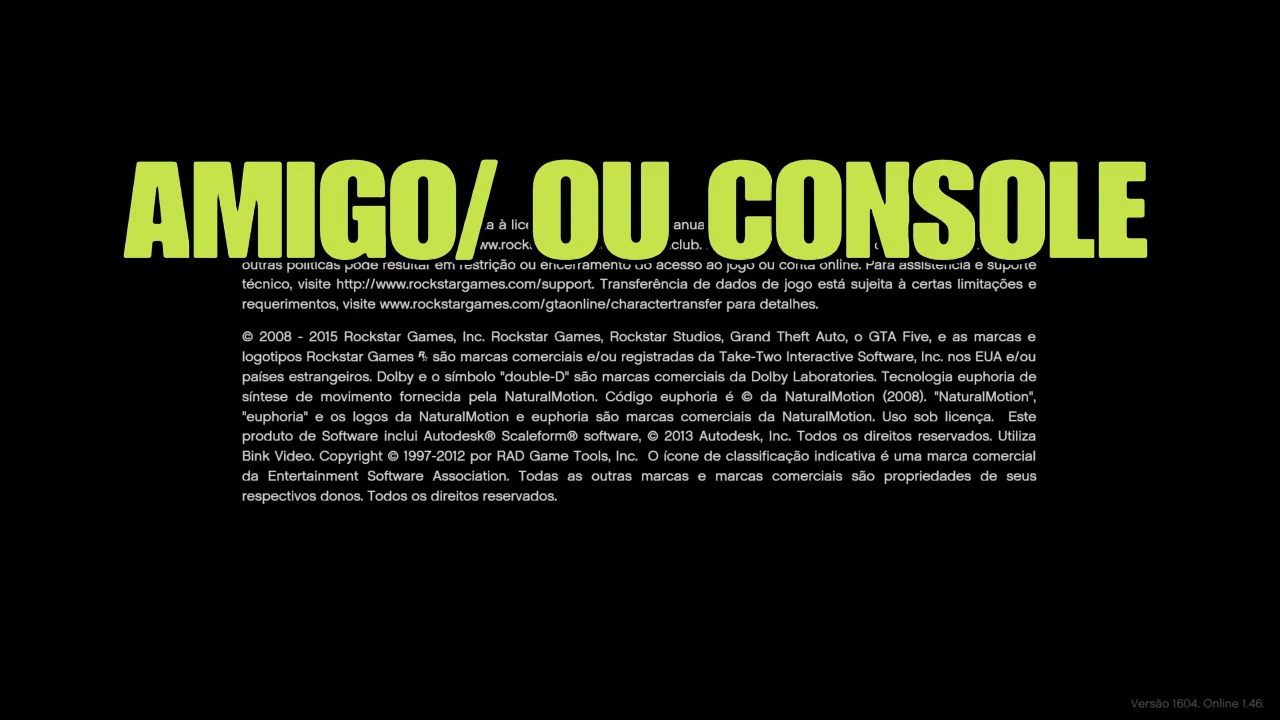 AMIGO/ OU CONSOLE
à
club.
outras políticas pode resultar em restrição ou encerramento do acesso ao jogo ou conta online. Para assistência e suporte
técnico, visite http://www.rockstargames.com/support. Transferência de dados de jogo está sujeita à certas limitações e
requerimentos, visite www.rockstargames.com/gtaonline/charactertransfer para detalhes.
© 2008 - 2015 Rockstar Games, Inc. Rockstar Games, Rockstar Studios, Grand Theft Auto, o GTA Five, e as marcas e
logotipos Rockstar Games R* são marcas comerciais e/ou registradas da Take-Two Interactive Software, Inc. nos EUA e/ou
países estrangeiros. Dolby e o símbolo "double-D" são marcas comerciais da Dolby Laboratories. Tecnologia euphoria de
síntese de movimento fornecida pela NaturalMotion. Código euphoria é © da NaturalMotion (2008). "NaturalMotion",
"euphoria" e os logos da NaturalMotion e euphoria são marcas comerciais da NaturalMotion. Uso sob licença. Este
produto de Software inclui Autodesk® Scaleform® software, © 2013 Autodesk, Inc. Todos os direitos reservados. Utiliza
Bink Video. Copyright © 1997-2012 por RAD Game Tools, Inc. O ícone de classificação indicativa é uma marca comercial
da Entertainment Software Association. Todas as outras marcas e marcas comerciais são propriedades de seus
respectivos donos. Todos os direitos reservados.
Versão 1604. Online 1.46.